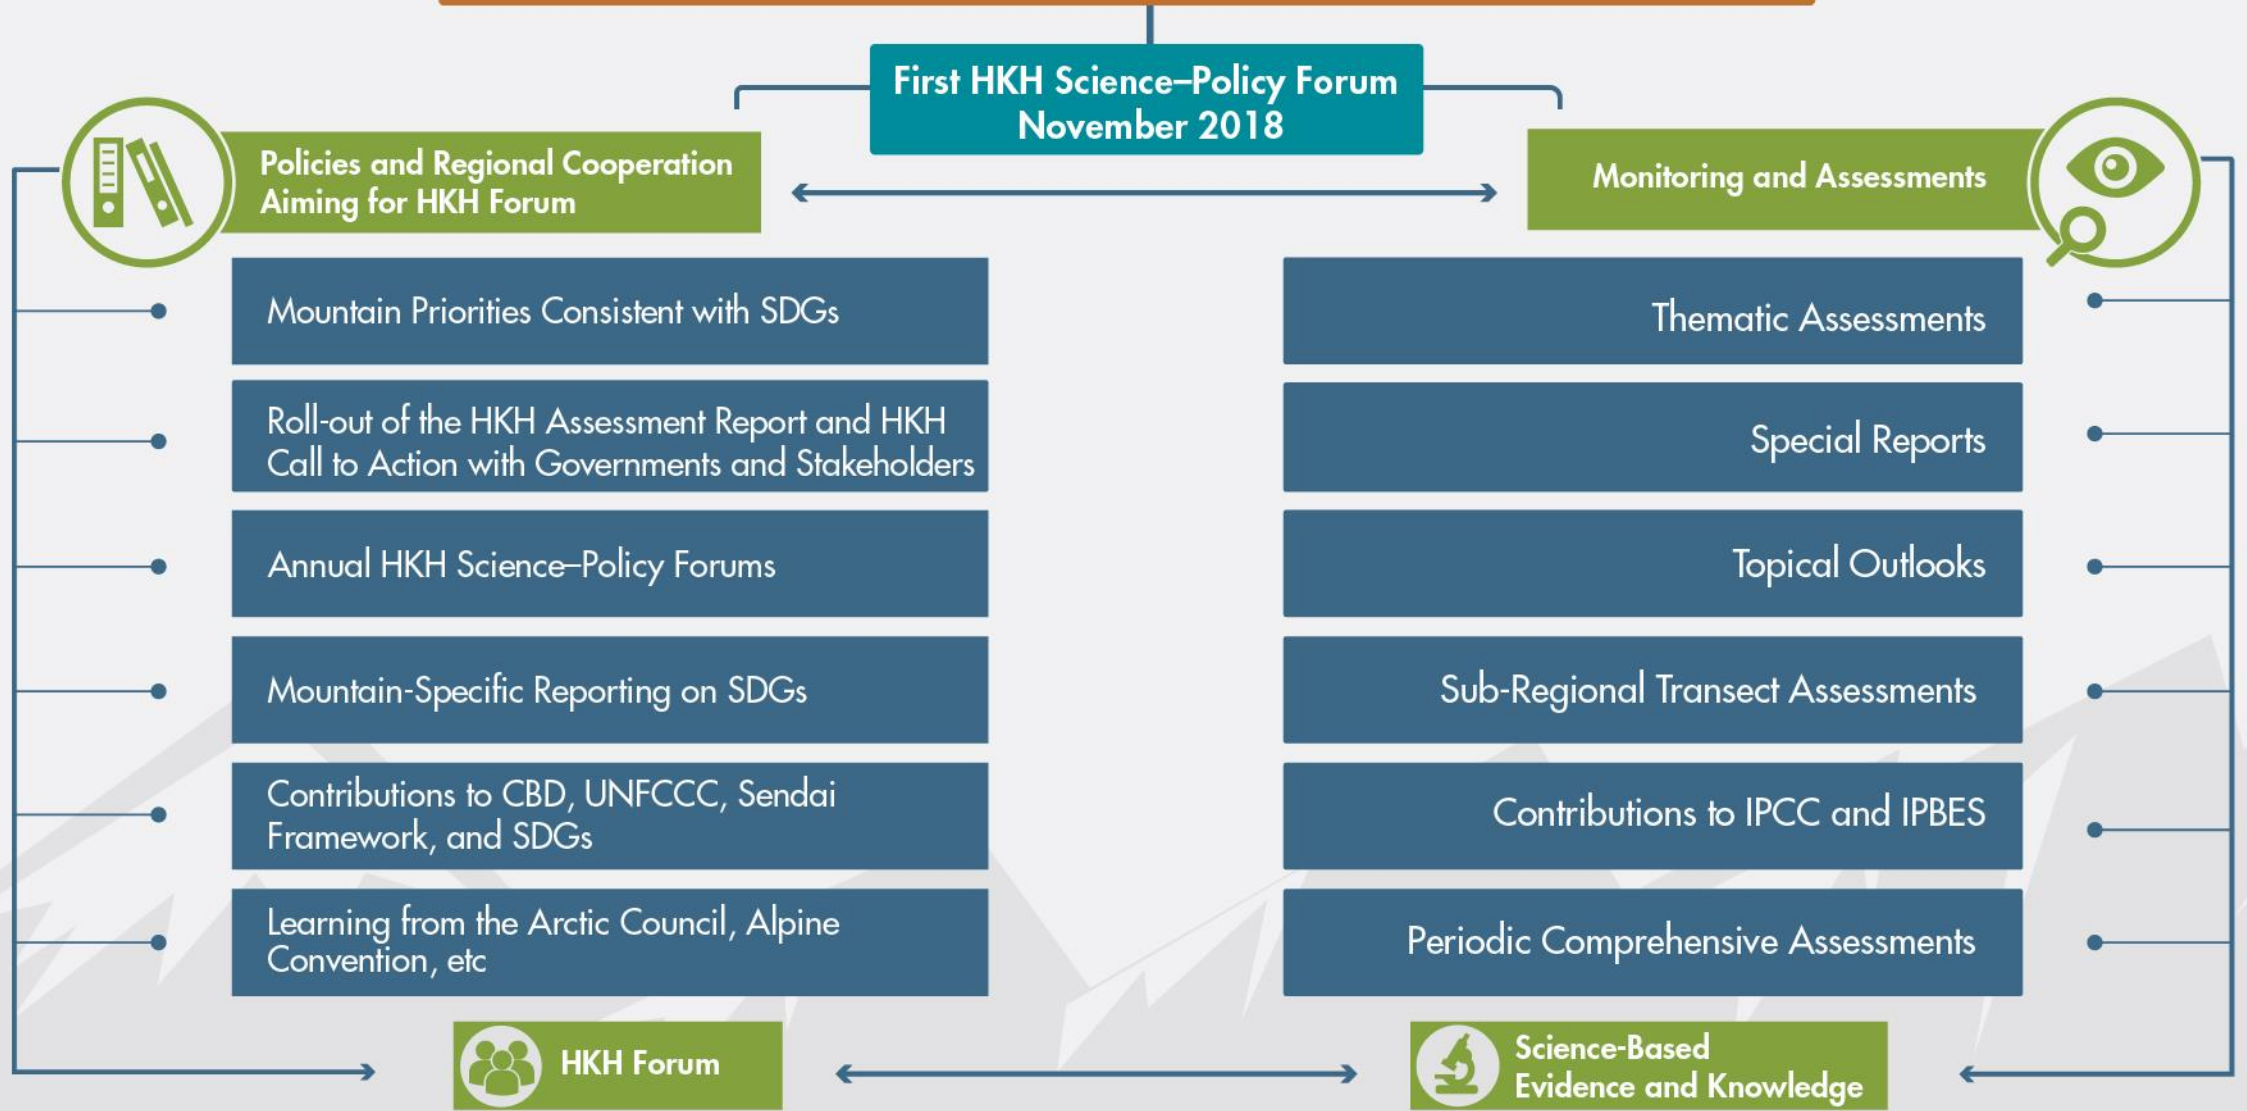 First HKH Science–Policy Forum
November 2018
Policies and Regional Cooperation
Aiming for HKH Forum
Mountain Priorities Consistent with SDGs
Roll-out of the HKH Assessment Report and HKH
Call to Action with Governments and Stakeholders
Annual HKH Science–Policy Forums
Mountain-Specific Reporting on SDGs
Contributions to CBD, UNFCCC, Sendai
Framework, and SDGs
Learning from the Arctic Council, Alpine
Convention, etc
HKH Forum
Monitoring and Assessments
Thematic Assessments
Special Reports
Topical Outlooks
Sub-Regional Transect Assessments
Contributions to IPCC and IPBES
Periodic Comprehensive Assessments
Science-Based
Evidence and Knowledge